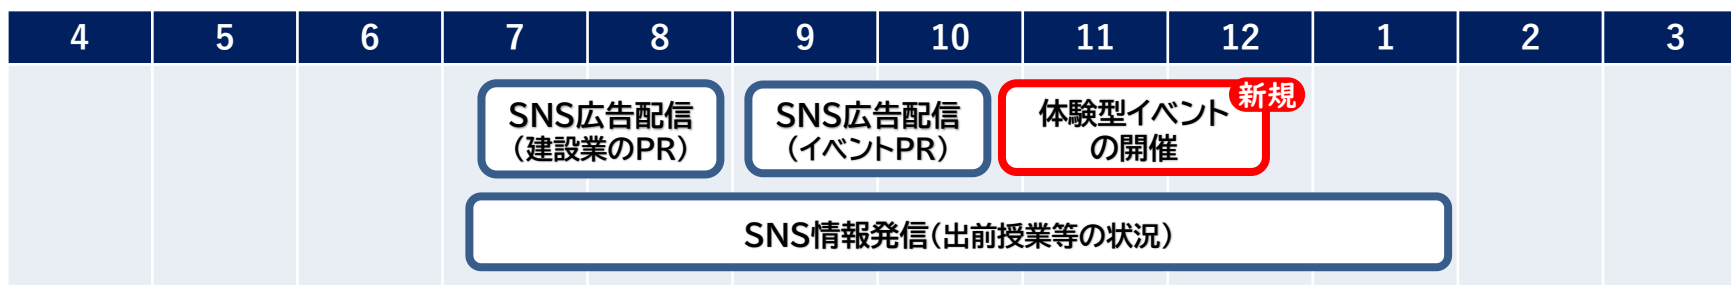 4 5 6 7 8 9 10 11 12 1 2 3
SNS広告配信
（建設業のPR）
SNS広告配信
（イベントPR）
新規
体験型イベント
の開催
SNS情報発信（出前授業等の状況）